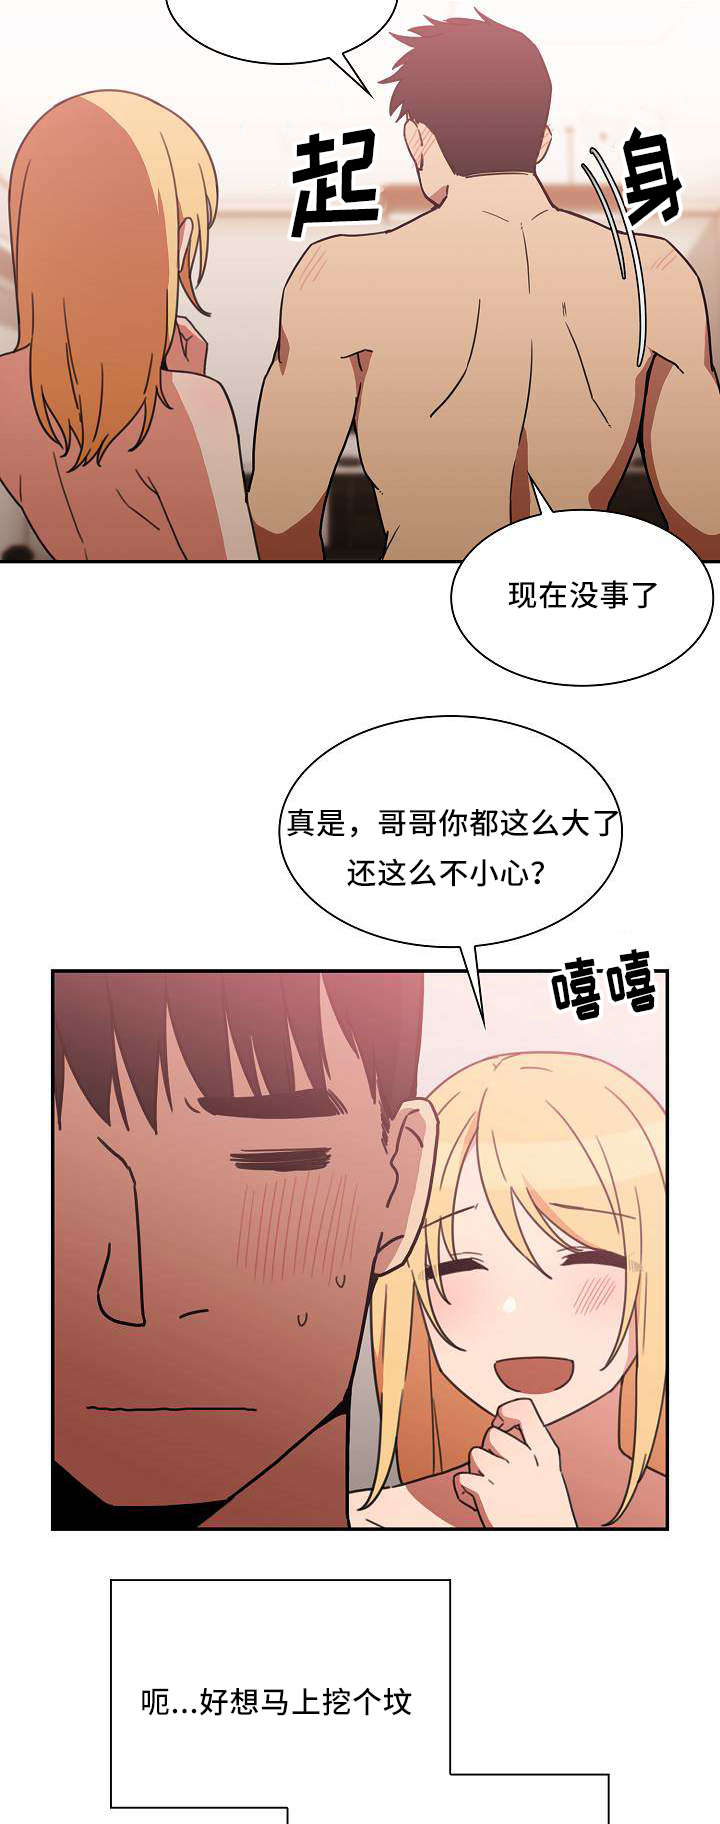 起身
现在没事了
真是，哥哥你都这么大了
还这么不小心？
嘻嘻
呃...好想马上挖个坟